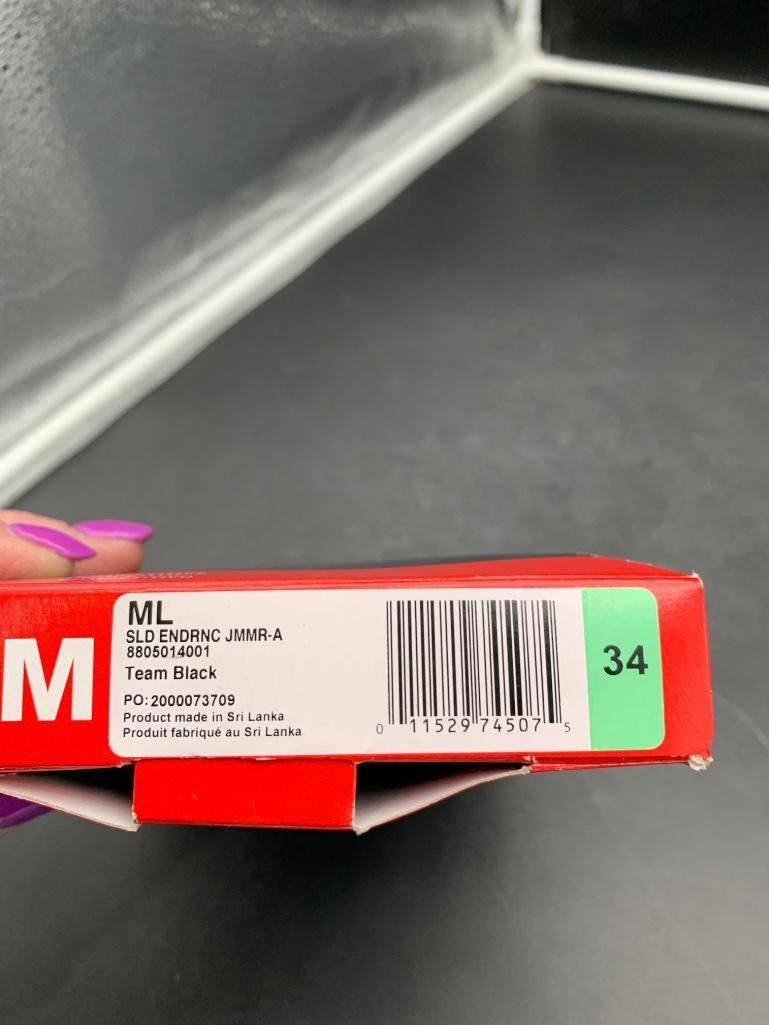 M
ML
SLD ENDRNC JMMR-A
8805014001
Team Black
PO: 2000073709
Product made in Sri Lanka
Produit fabriqué au Sri Lanka
0 11529 74507 5
34